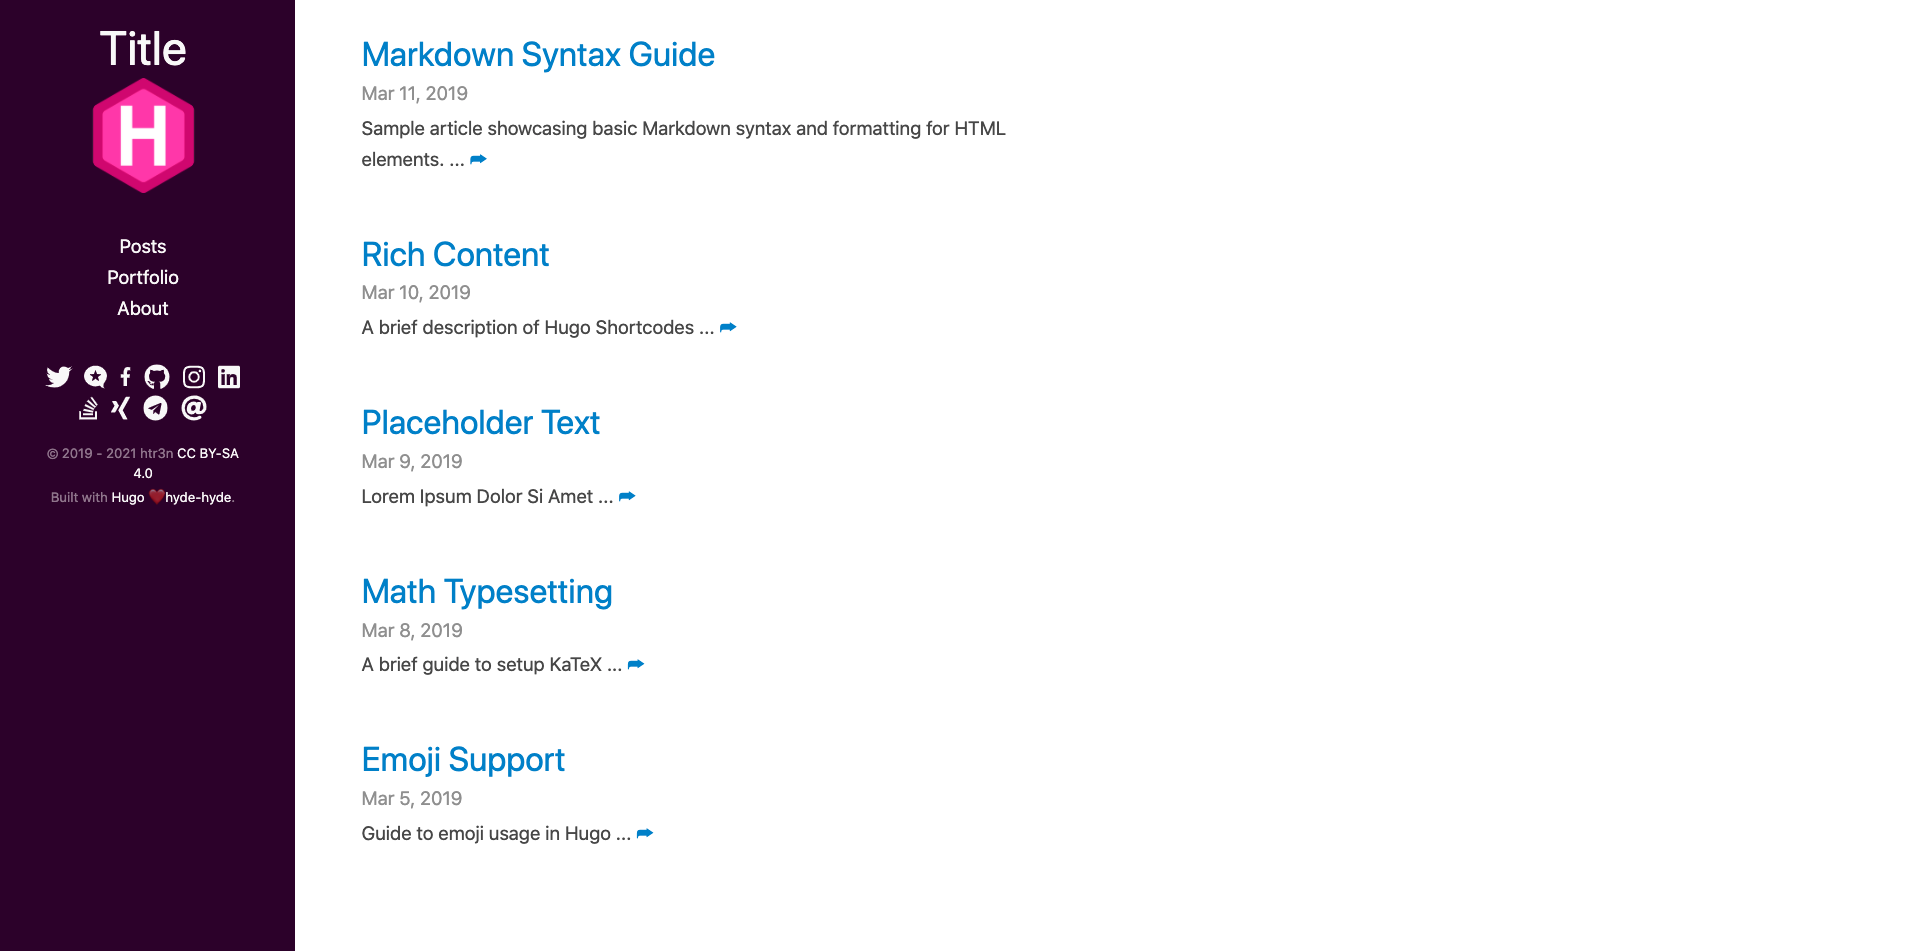 Title
H
Posts
Portfolio
About
© 2019 - 2021 htr3n CC BY-SA
4.0
Built with Hugo ❤️hyde-hyde.
Markdown Syntax Guide
Mar 11, 2019
Sample article showcasing basic Markdown syntax and formatting for HTML
elements. ...
Rich Content
Mar 10, 2019
A brief description of Hugo Shortcodes ...
Placeholder Text
Mar 9, 2019
Lorem Ipsum Dolor Si Amet ...
Math Typesetting
Mar 8, 2019
A brief guide to setup KaTeX ...
Emoji Support
Mar 5, 2019
Guide to emoji usage in Hugo ...